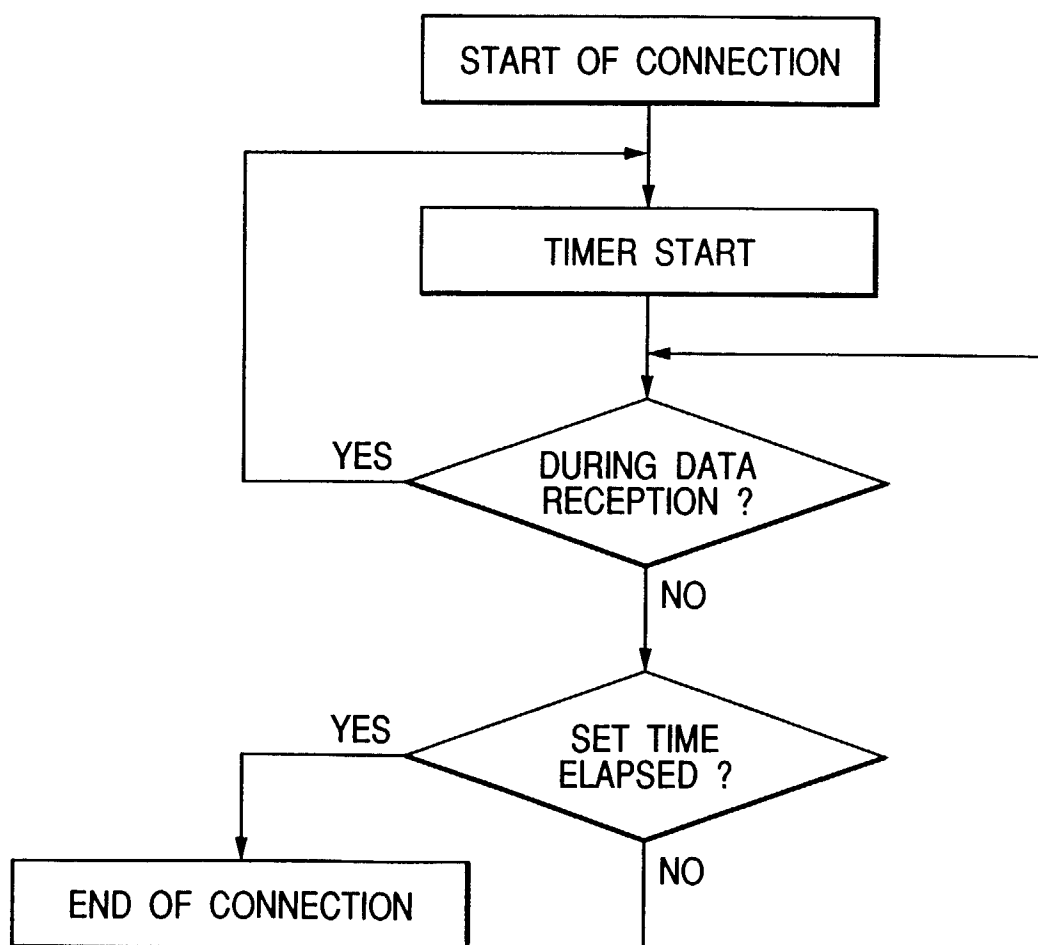 START OF CONNECTION
TIMER START
YES
DURING DATA
RECEPTION ?
NO
YES
SET TIME
ELAPSED ?
NO
END OF CONNECTION